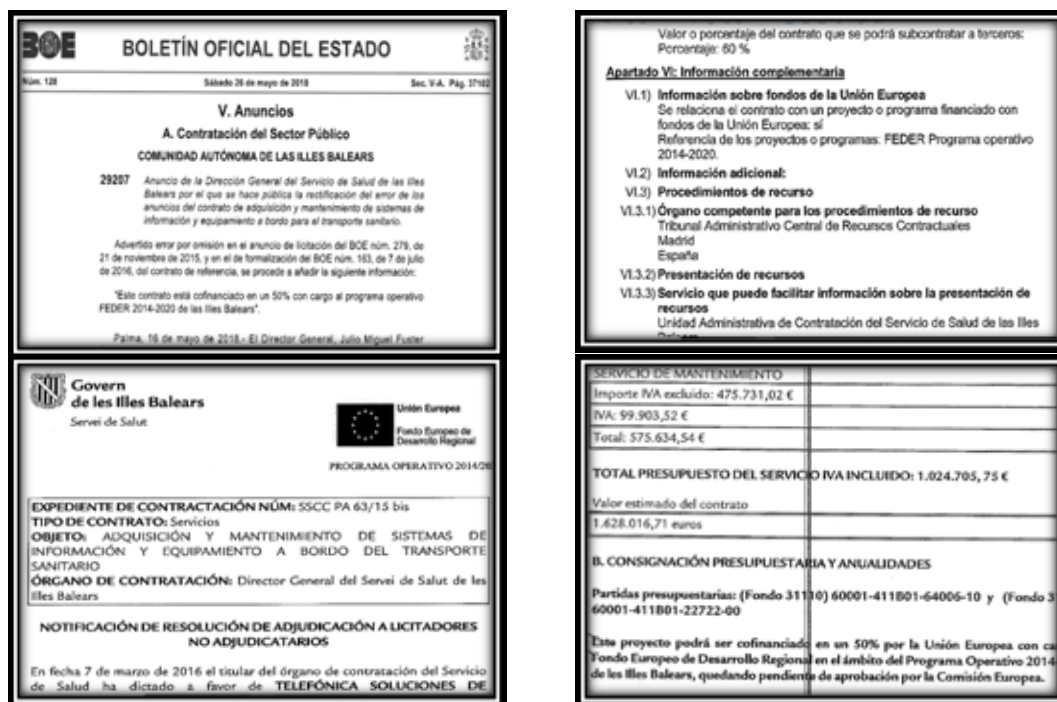 BOE
BOLETÍN OFICIAL DEL ESTADO
Núm. 128 Sábado 26 de mayo de 2018 Sec. V-A. Pág. 37162
V. Anuncios
A. Contratación del Sector Público
COMUNIDAD AUTÓNOMA DE LAS ILLES BALEARS
29207 Anuncio de la Dirección General del Servicio de Salud de las Illes
Balears por el que se hace pública la rectificación del error de los
anuncios del contrato de adquisición y mantenimiento de sistemas de
información y equipamiento a bordo para el transporte sanitario.
Advertido error por omisión en el anuncio de licitación del BOE núm. 279, de
21 de noviembre de 2015, y en el de formalización del BOE núm. 163, de 7 de julio
de 2016, del contrato de referencia, se procede a añadir la siguiente información:
"Este contrato está cofinanciado en un 50% con cargo al programa operativo
FEDER 2014-2020 de las Illes Balears".
Palma, 16 de mayo de 2018.- El Director General, Julio Miguel Fuster
Valor o porcentaje del contrato que se podrá subcontratar a terceros:
Porcentaje: 60 %
Apartado VI: Información complementaria
VI.1) Información sobre fondos de la Unión Europea
Se relaciona el contrato con un proyecto o programa financiado con
fondos de la Unión Europea: sí
Referencia de los proyectos o programas: FEDER Programa operativo
2014-2020.
VI.2) Información adicional:
VI.3) Procedimientos de recurso
VI.3.1) Órgano competente para los procedimientos de recurso
Tribunal Administrativo Central de Recursos Contractuales
Madrid
España
VI.3.2) Presentación de recursos
VI.3.3) Servicio que puede facilitar información sobre la presentación de
recursos
Unidad Administrativa de Contratación del Servicio de Salud de las Illes
Govern
de les Illes Balears
Servei de Salut
Unión Europea
Fondo Europeo de
Desarrollo Regional
PROGRAMA OPERATIVO 2014/20
EXPEDIENTE DE CONTRACTACIÓN NÚM: SSCC PA 63/15 bis
TIPO DE CONTRATO: Servicios
OBJETO: ADQUISICIÓN Y MANTENIMIENTO DE SISTEMAS DE
INFORMACIÓN Y EQUIPAMIENTO A BORDO DEL TRANSPORTE
SANITARIO
ÓRGANO DE CONTRATACIÓN: Director General del Servei de Salut de les
Illes Balears
NOTIFICACIÓN DE RESOLUCIÓN DE ADJUDICACIÓN A LICITADORES
NO ADJUDICATARIOS
En fecha 7 de marzo de 2016 el titular del órgano de contratación del Servicio
de Salud ha dictado a favor de TELEFÓNICA SOLUCIONES DE
SERVICIO DE MANTENIMIENTO
Importe IVA excluido: 475.731,02 €
IVA: 99.903,52 €
Total: 575.634,54 €
TOTAL PRESUPUESTO DEL SERVICIO IVA INCLUIDO: 1.024.705, 75 €
Valor estimado del contrato
1.628.016,71 euros
B. CONSIGNACIÓN PRESUPUESTARIA Y ANUALIDADES
Partidas presupuestarias: (Fondo 31110) 60001-411B01-64006-10 y (Fondo 3
60001-411B01-22722-00
Este proyecto podrá ser cofinanciado en un 50% por la Unión Europea con ca
Fondo Europeo de Desarrollo Regional en el ámbito del Programa Operativo 2014
de les Illes Balears, quedando pendiente de aprobación por la Comisión Europea.